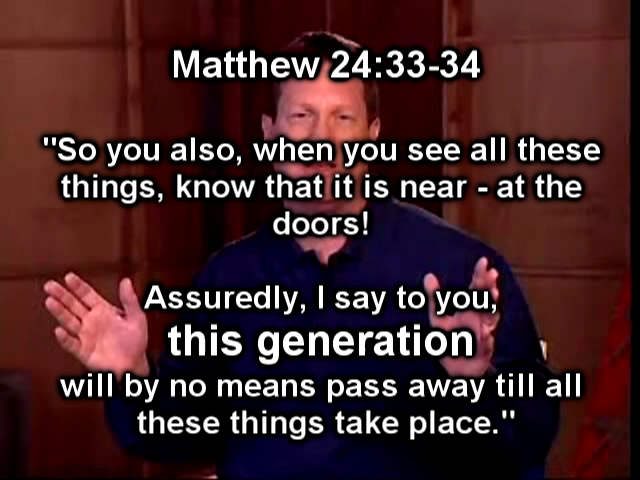 Matthew 24:33-34
"So you also, when you see all these
things, know that it is near - at the
doors!
Assuredly, I say to you,
this generation
will by no means pass away till all
these things take place."